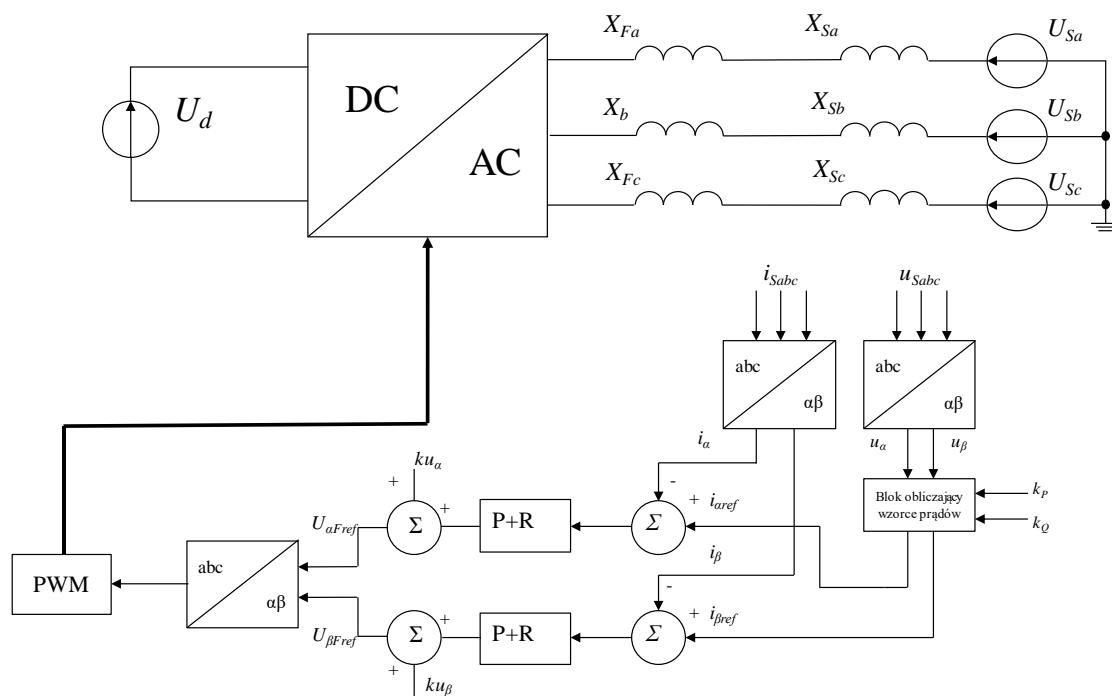 X_Fa
X_Sa
U_Sa
DC
U_d
X_b
X_Sb
U_Sb
AC
X_Fc
X_Sc
U_Sc
i_Sabc
u_Sabc
abc
αβ
abc
αβ
i_α
u_α
u_β
ku_α
+
+
-
+ i_αref
Blok obliczający
wzorce prądów
k_P
k_Q
U_αFref
Σ
P+R
Σ
i_β
PWM
abc
αβ
-
U_βFref
+
Σ
+
P+R
Σ
+ i_βref
ku_β